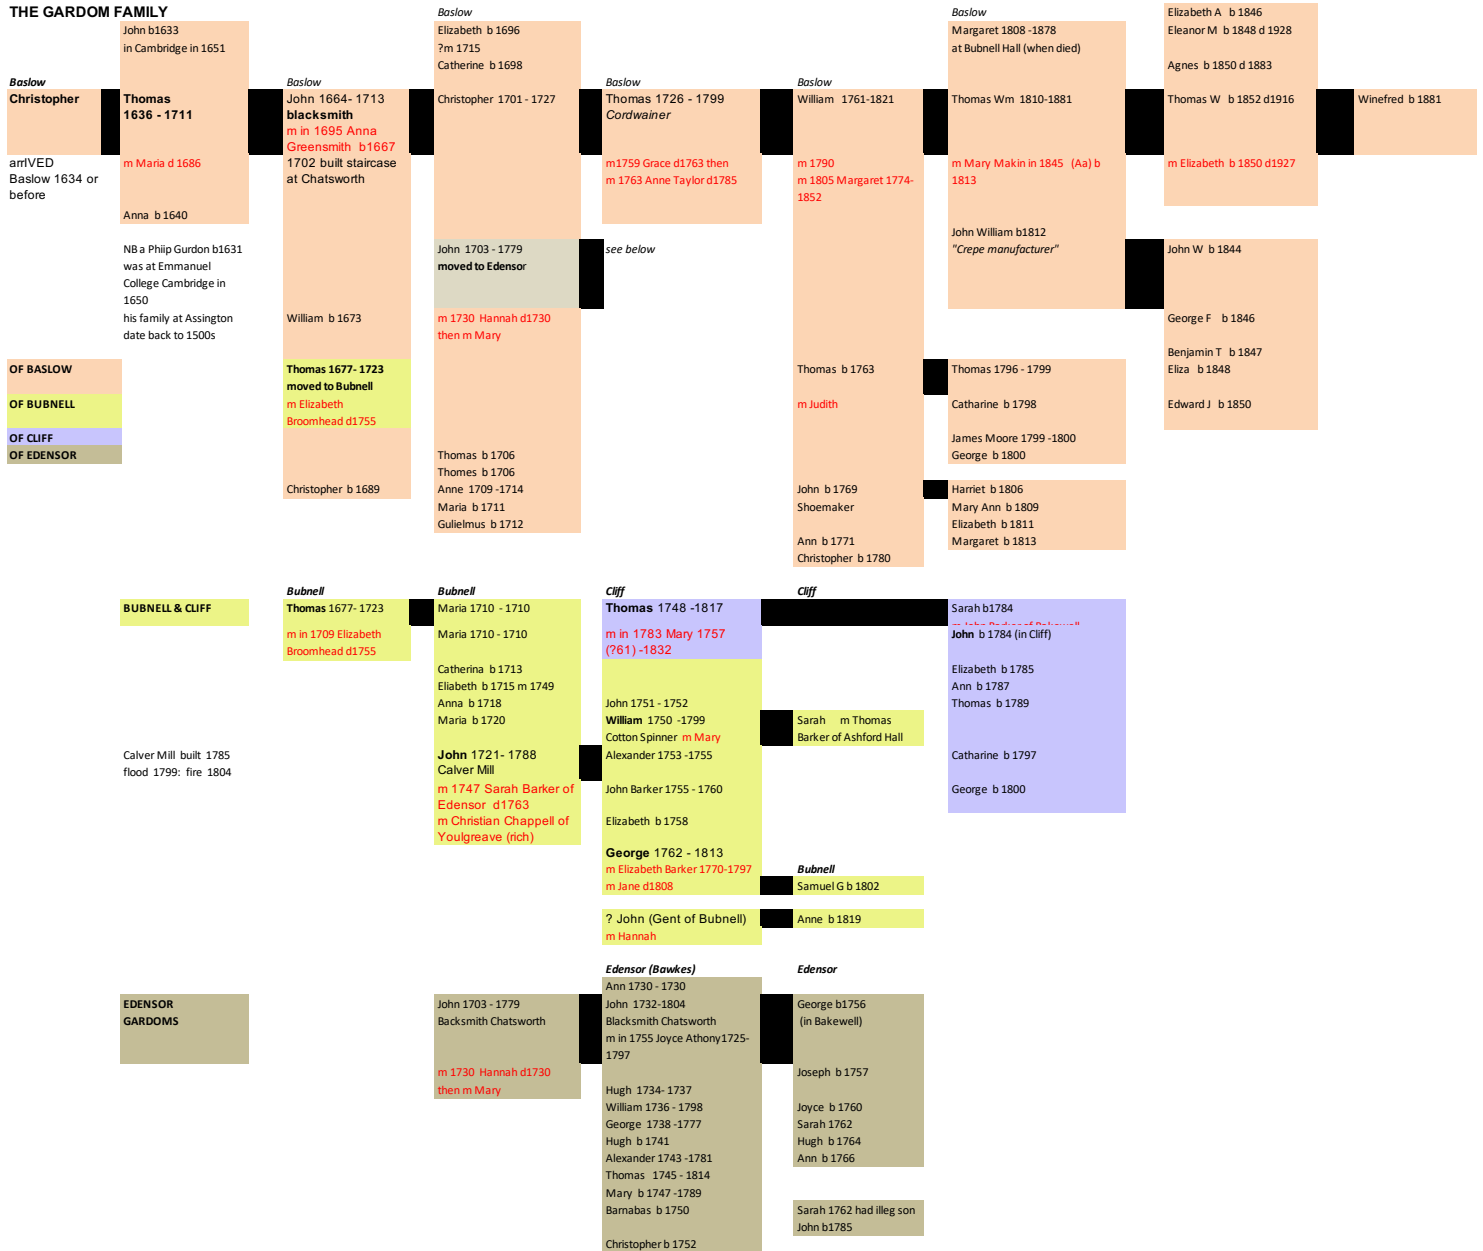 THE GARDOM FAMILY
John b1633
in Cambridge in 1651
Baslow
Christopher
arrIVED
Baslow 1634 or
before
Thomas
1636 - 1711
m Maria d 1686
Anna b 1640
NB a Phiip Gurdon b1631
was at Emmanuel
College Cambridge in
1650
his family at Assington
date back to 1500s
OF BASLOW
OF BUBNELL
OF CLIFF
OF EDENSOR
Baslow
John 1664- 1713
blacksmith
m in 1695 Anna
Greensmith b1667
1702 built staircase
at Chatsworth
William b 1673
Thomas 1677- 1723
moved to Bubnell
m Elizabeth
Broomhead d1755
Christopher b 1689
Baslow
Elizabeth b 1696
?m 1715
Catherine b 1698
Christopher 1701 - 1727
John 1703 - 1779
moved to Edensor
m 1730 Hannah d1730
then m Mary
Thomas b 1706
Thomes b 1706
Anne 1709 -1714
Maria b 1711
Gulielmus b 1712
Baslow
Thomas 1726 - 1799
Cordwainer
m1759 Grace d1763 then
m 1763 Anne Taylor d1785
see below
Baslow
William 1761-1821
m 1790
m 1805 Margaret 1774-
1852
Thomas b 1763
m Judith
John b 1769
Shoemaker
Ann b 1771
Christopher b 1780
Baslow
Margaret 1808 -1878
at Bubnell Hall (when died)
Thomas Wm 1810-1881
m Mary Makin in 1845 (Aa) b
1813
John William b1812
"Crepe manufacturer"
Thomas 1796 - 1799
Catharine b 1798
James Moore 1799 -1800
George b 1800
Harriet b 1806
Mary Ann b 1809
Elizabeth b 1811
Margaret b 1813
Elizabeth A b 1846
Eleanor M b 1848 d 1928
Agnes b 1850 d 1883
Thomas W b 1852 d1916
m Elizabeth b 1850 d1927
John W b 1844
George F b 1846
Benjamin T b 1847
Eliza b 1848
Edward J b 1850
Winefred b 1881
BUBNELL & CLIFF
Calver Mill built 1785
flood 1799: fire 1804
Bubnell
Thomas 1677- 1723
m in 1709 Elizabeth
Broomhead d1755
Bubnell
Maria 1710 - 1710
Maria 1710 - 1710
Catherina b 1713
Eliabeth b 1715 m 1749
Anna b 1718
Maria b 1720
John 1721- 1788
Calver Mill
m 1747 Sarah Barker of
Edensor d1763
m Christian Chappell of
Youlgreave (rich)
Cliff
Thomas 1748 -1817
m in 1783 Mary 1757
(?61) -1832
John 1751 - 1752
William 1750 -1799
Cotton Spinner m Mary
Alexander 1753 -1755
John Barker 1755 - 1760
Elizabeth b 1758
George 1762 - 1813
m Elizabeth Barker 1770-1797
m Jane d1808
? John (Gent of Bubnell)
m Hannah
Cliff
Sarah m Thomas
Barker of Ashford Hall
Bubnell
Samuel G b 1802
Anne b 1819
Sarah b1784
John b 1784 (in Cliff)
Elizabeth b 1785
Ann b 1787
Thomas b 1789
Catharine b 1797
George b 1800
EDENSOR
GARDOMS
John 1703 - 1779
Backsmith Chatsworth
m 1730 Hannah d1730
then m Mary
Edensor (Bawkes)
Ann 1730 - 1730
John 1732-1804
Blacksmith Chatsworth
m in 1755 Joyce Athony1725-
1797
Hugh 1734- 1737
William 1736 - 1798
George 1738 -1777
Hugh b 1741
Alexander 1743 -1781
Thomas 1745 - 1814
Mary b 1747 -1789
Barnabas b 1750
Christopher b 1752
Edensor
George b1756
(in Bakewell)
Joseph b 1757
Joyce b 1760
Sarah 1762
Hugh b 1764
Ann b 1766
Sarah 1762 had illeg son
John b1785